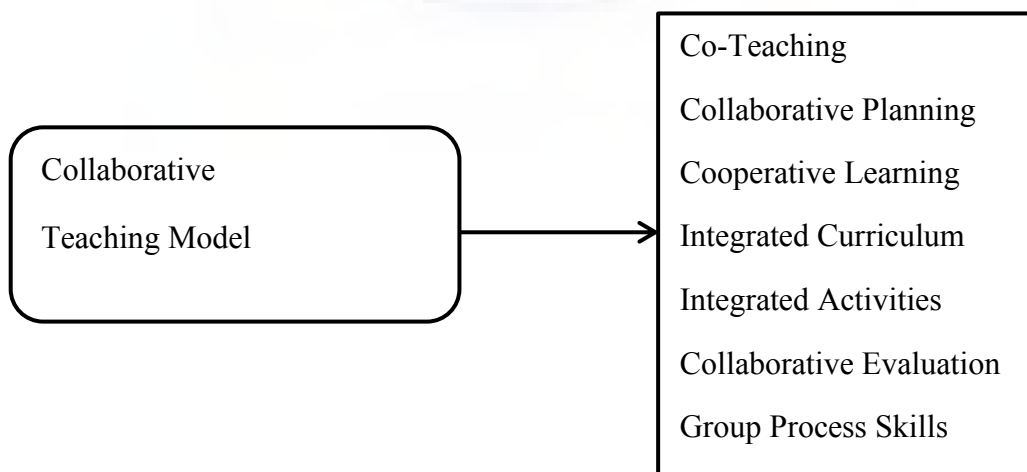 Collaborative
Teaching Model
Co-Teaching
Collaborative Planning
Cooperative Learning
Integrated Curriculum
Integrated Activities
Collaborative Evaluation
Group Process Skills